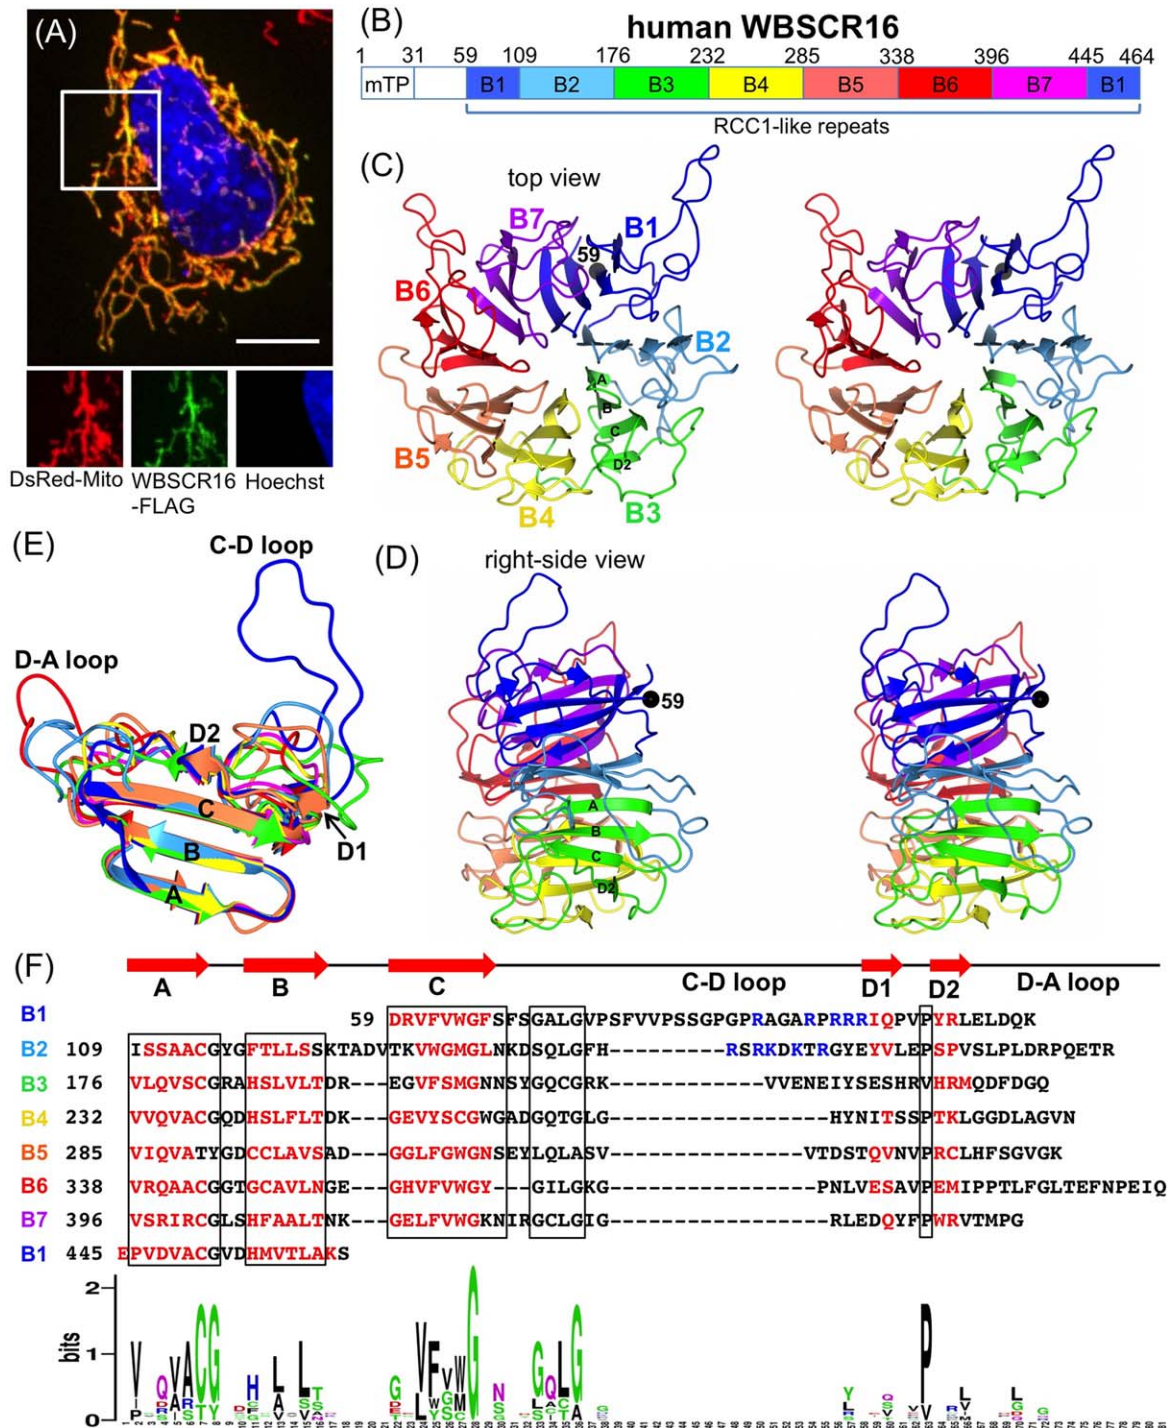 (A)
DsRed-Mito WBSCR16 Hoechst
-FLAG
(B)
human WBSCR16
1 31 59 109 176 232 285 338 396 445 464
mTP B1 B2 B3 B4 B5 B6 B7 B1
RCC1-like repeats
(C)
top view
B7
B1
59
B6
B2
A
B
C
D2
B5
B4
B3
(E)
C-D loop
D-A loop
D2
C
B
A
D1
(D)
right-side view
59
A
B
C
D2
(F)
A B C C-D loop D1 D2 D-A loop
B1 59 DRVFVWGFSFSGALGVPSFVVPSSGPGPRAGARPRRRIQPVPYRLELDQK
B2 109 ISSAACGYGFTLLSSKTADVTKVWGMGLNKDSQLGFH----------RSRKDKTRGYEYVLEPSPVSLPLDRPQETR
B3 176 VLQVSCGRAHSLVLTDR---EGVFSMGNNSYGQCGRK-------------VVENEIYSESHRVHRMQDFDGQ
B4 232 VVQVACGQDHSLFLTDK---GEVYSCGWGADGQTGLG------------------HYNITSSPTKLGGDLAGVN
B5 285 VIQVATYGDCCLAVSAD---GGLFGWGNSEYLQLASV----------------VTDSTQVNVPRCLHFSGVGK
B6 338 VRQAACGGTGCAVLNGE---GHVFVWGY---GILGKG-----------------PNLVESAVPEMIPPTLFGLTEFNPEIQ
B7 396 VSRIRCGLSHFAALTNK---GELFVWGKNIRGCLGIG------------------RLEDQYFPWRVTMPG
B1 445 EPVDVACGVDHMVTLAKS
2
1
0
bits